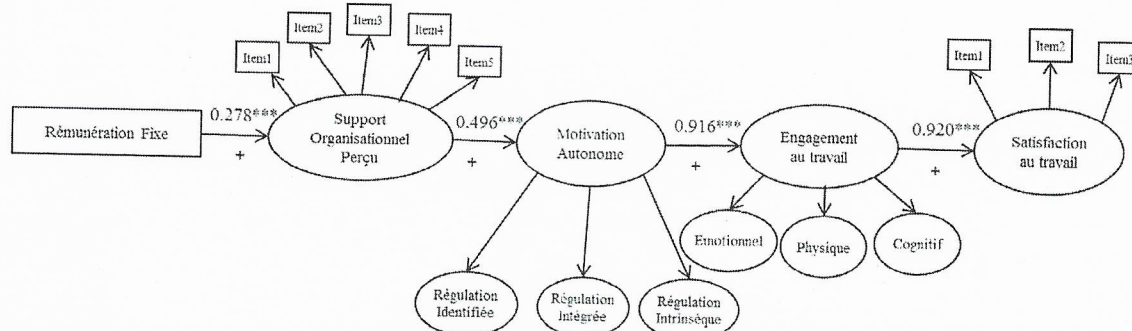 Item1
Item2
Item3
Item4
Item5
Item1
Item2
Item3
Rémunération Fixe
0.278***
+
Support
Organisationnel
Perçu
0.496***
+
Motivation
Autonome
0.916***
+
Engagement
au travail
0.920***
+
Satisfaction
au travail
Emotionnel
Physique
Cognitif
Régulation
Identifiée
Régulation
Intégrée
Régulation
Intrinsèque